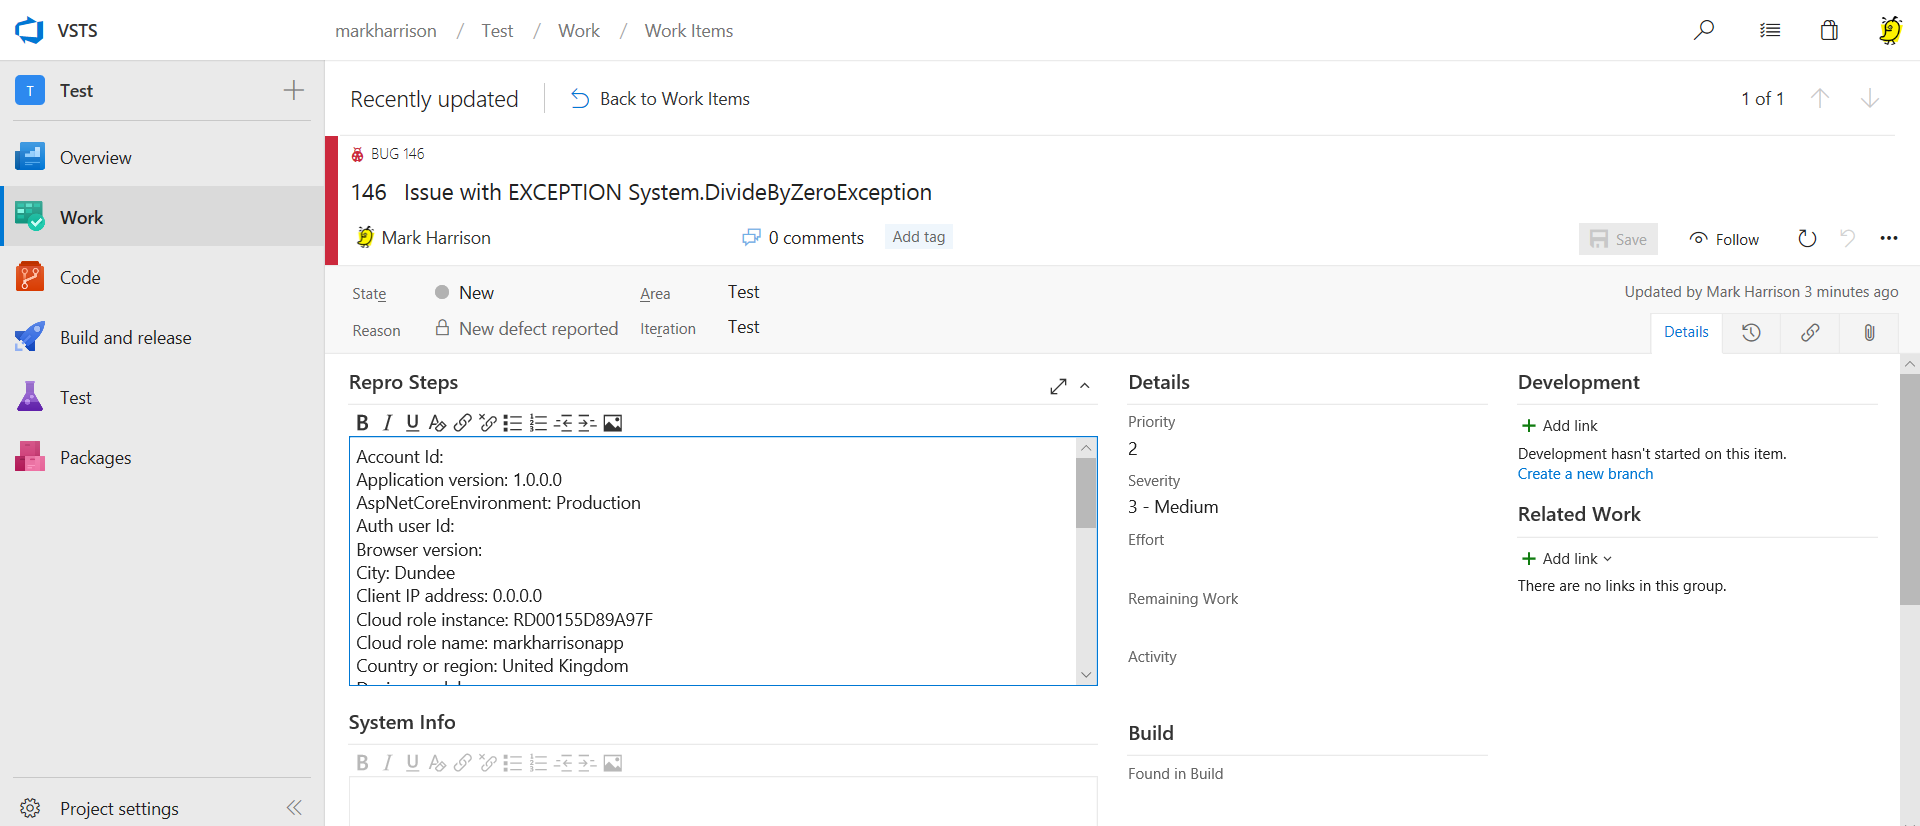 VSTS
markharrison / Test / Work / Work Items
T Test
Overview
Work
Code
Build and release
Test
Packages
Project settings
Recently updated
Back to Work Items
1 of 1
BUG 146
146 Issue with EXCEPTION System.DivideByZeroException
Mark Harrison
0 comments
Add tag
Save
Follow
State
New
Area
Test
Updated by Mark Harrison 3 minutes ago
Reason
New defect reported
Iteration
Test
Details
Repro Steps
B I U
Account Id:
Application version: 1.0.0.0
AspNetCoreEnvironment: Production
Auth user Id:
Browser version:
City: Dundee
Client IP address: 0.0.0.0
Cloud role instance: RD00155D89A97F
Cloud role name: markharrisonapp
Country or region: United Kingdom
System Info
B I U
Details
Priority
2
Severity
3 - Medium
Effort
Remaining Work
Activity
Build
Found in Build
Development
Add link
Development hasn't started on this item.
Create a new branch
Related Work
Add link
There are no links in this group.